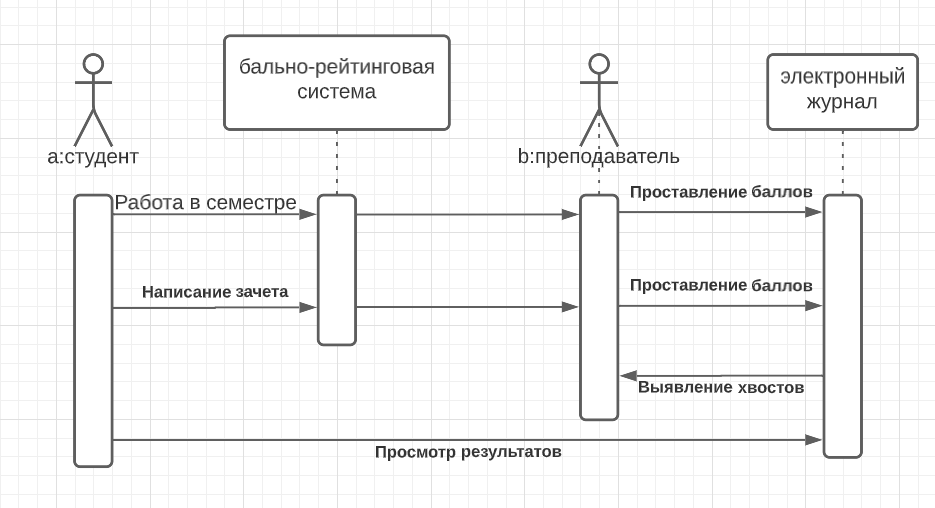 бально-рейтинговая
система
электронный
журнал
a:студент
b:преподаватель
Работа в семестре
Проставление баллов
Написание зачета
Проставление баллов
Выявление хвостов
Просмотр результатов